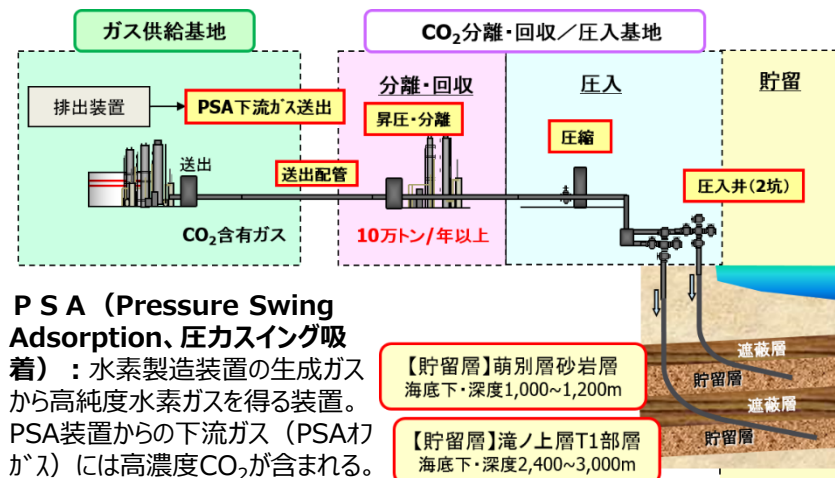 ガス供給基地
CO₂分離・回収／圧入基地
分離・回収
圧入
貯留
排出装置
PSA下流ガス送出
昇圧・分離
圧縮
送出
送出配管
圧入井（2坑）
CO₂含有ガス
10万トン/年以上
ＰＳＡ（Pressure Swing
Adsorption、圧力スイング吸
着）：水素製造装置の生成ガス
から高純度水素ガスを得る装置。
PSA装置からの下流ガス（PSAオフ
ガス）には高濃度CO₂が含まれる。
【貯留層】萌別層砂岩層
海底下・深度1,000~1,200m
【貯留層】滝ノ上層T1部層
海底下・深度2,400~3,000m
遮蔽層
貯留層
遮蔽層
貯留層